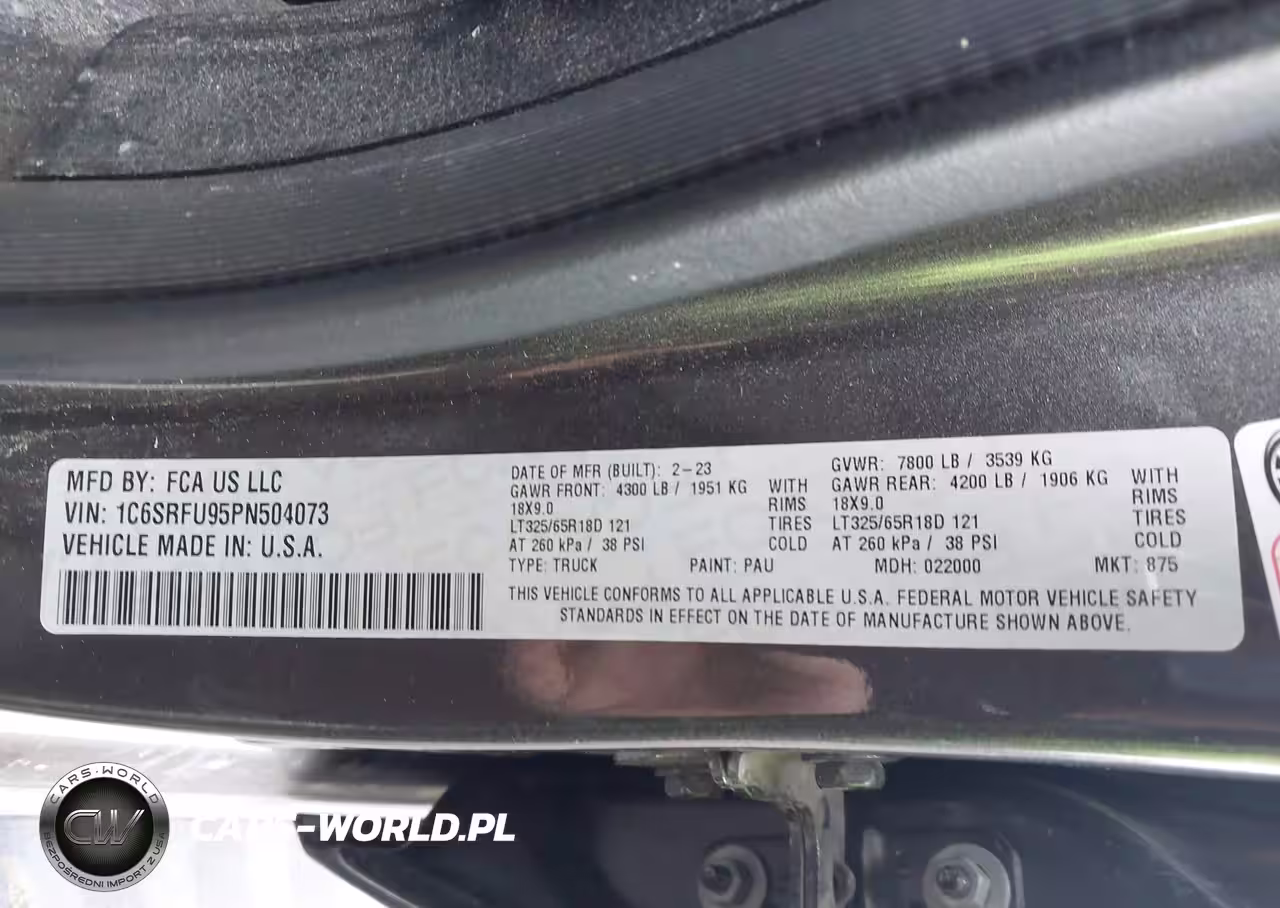 MFD BY: FCA US LLC
VIN: 1C6SRFU95PN504073
VEHICLE MADE IN: U.S.A.
DATE OF MFR (BUILT): 2-23
GAWR FRONT: 4300 LB / 1951 KG WITH
18X9.0 RIMS
LT325/65R18D 121 TIRES
AT 260 kPa / 38 PSI COLD
GVWR: 7800 LB / 3539 KG
GAWR REAR: 4200 LB / 1906 KG WITH
18X9.0 RIMS
LT325/65R18D 121 TIRES
AT 260 kPa / 38 PSI COLD
TYPE: TRUCK PAINT: PAU MDH: 022000 MKT: 875
THIS VEHICLE CONFORMS TO ALL APPLICABLE U.S.A. FEDERAL MOTOR VEHICLE SAFETY
STANDARDS IN EFFECT ON THE DATE OF MANUFACTURE SHOWN ABOVE.
CARS-WORLD
CW
BEZPOŚREDNI IMPORT Z USA
CARS-WORLD.PL